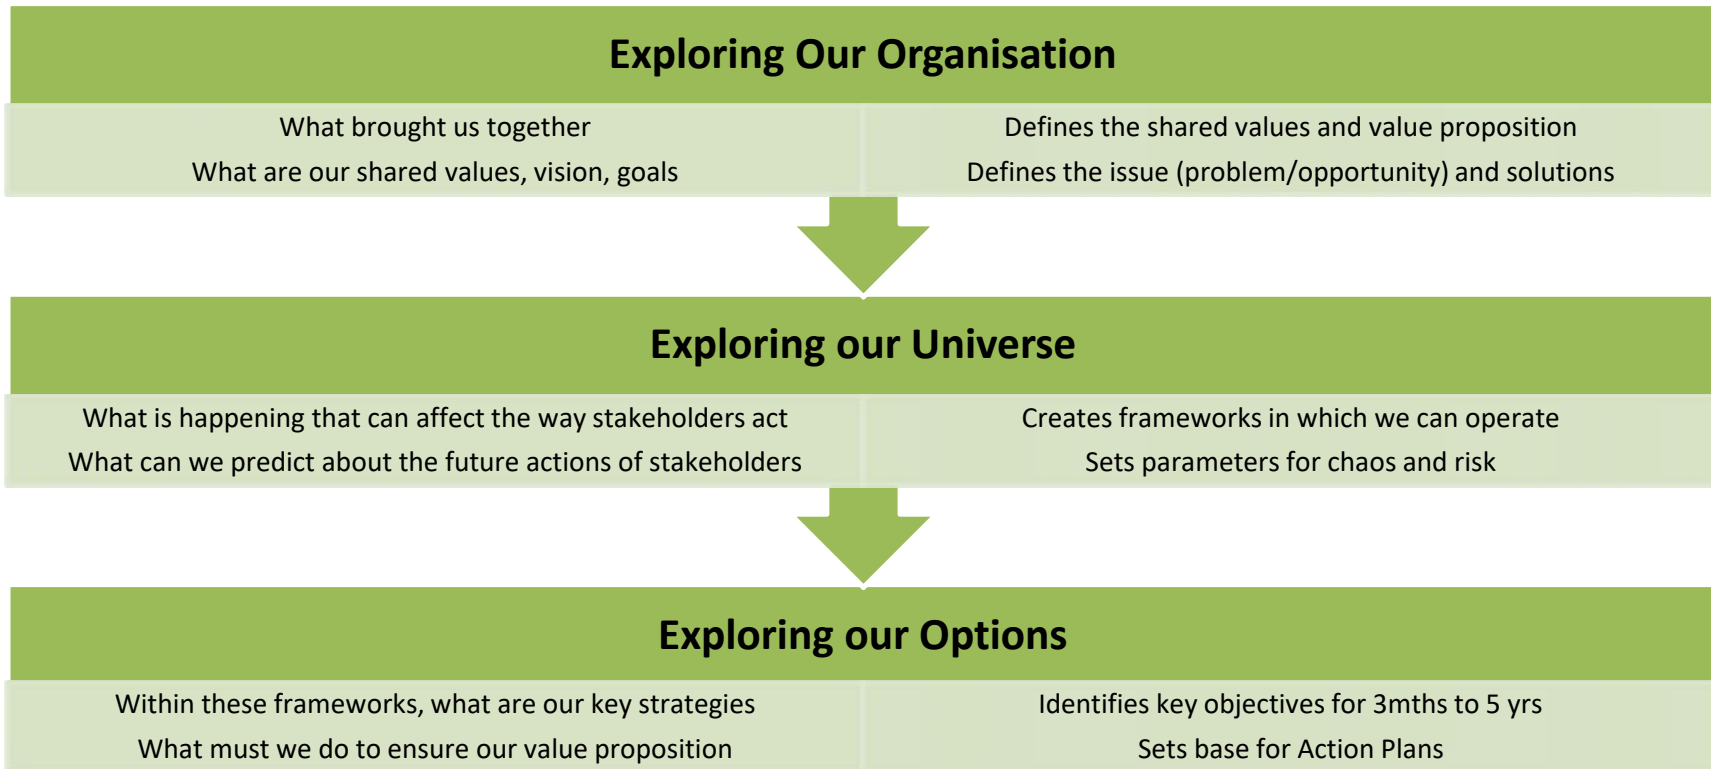 Exploring Our Organisation
What brought us together
What are our shared values, vision, goals
Defines the shared values and value proposition
Defines the issue (problem/opportunity) and solutions
Exploring our Universe
What is happening that can affect the way stakeholders act
What can we predict about the future actions of stakeholders
Creates frameworks in which we can operate
Sets parameters for chaos and risk
Exploring our Options
Within these frameworks, what are our key strategies
What must we do to ensure our value proposition
Identifies key objectives for 3mths to 5 yrs
Sets base for Action Plans